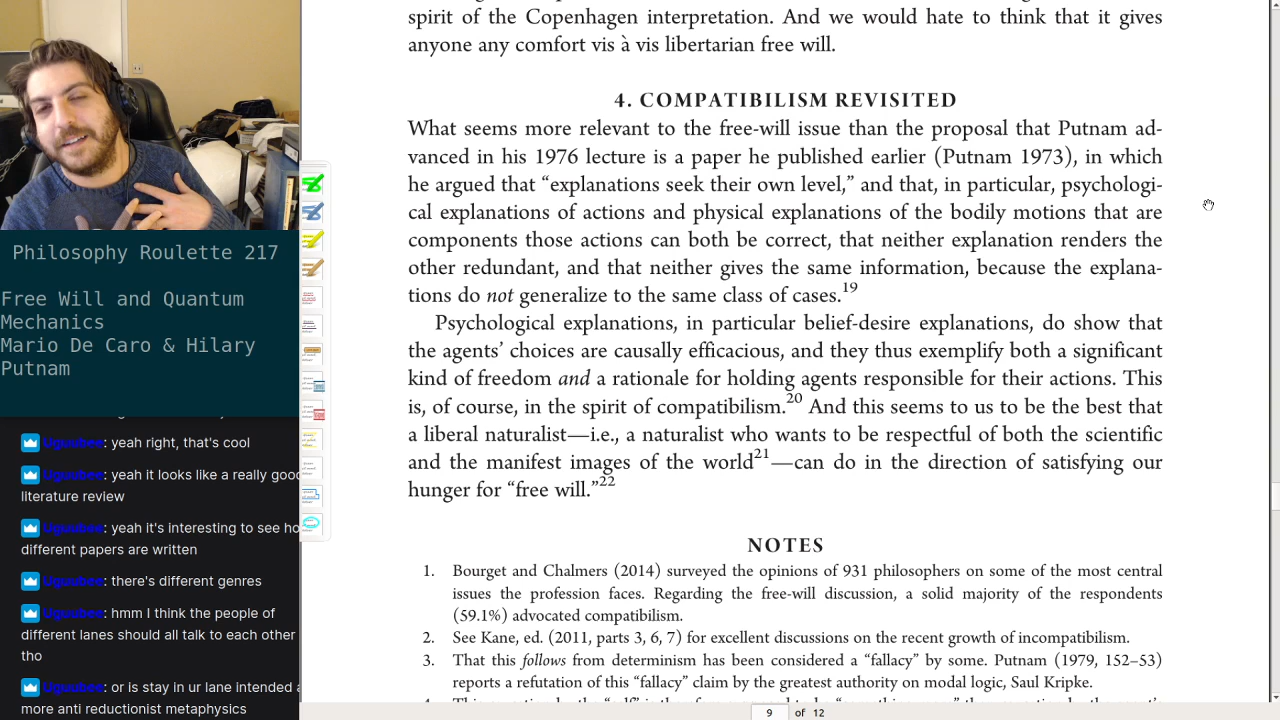 spirit of the Copenhagen interpretation. And we would hate to think that it gives
anyone any comfort vis à vis libertarian free will.
4. COMPATIBILISM REVISITED
What seems more relevant to the free-will issue than the proposal that Putnam ad-
vanced in his 1976 lecture is a paper he published earlier (Putnam 1973), in which
he argued that “explanations seek their own level,” and that, in particular, psychologi-
cal explanations of actions and physical explanations of the bodily motions that are
components those actions can both be correct, that neither explanation renders the
other redundant, and that neither gives the same information, because the explana-
tions do not generalize to the same class of cases.19
Psychological explanations, in particular belief-desire explanations, do show that
the agents’ choices are causally efficacious, and they thus exemplify both a significant
kind of freedom and a rationale for holding agents responsible for their actions. This
is, of course, in the spirit of compatibilism.20 And this seems to us to be the best that
a liberal naturalist—i.e., a naturalist who wants to be respectful of both the scientific
and the manifest images of the word21—can do in the direction of satisfying our
hunger for “free will.”22
NOTES
1. Bourget and Chalmers (2014) surveyed the opinions of 931 philosophers on some of the most central
issues the profession faces. Regarding the free-will discussion, a solid majority of the respondents
(59.1%) advocated compatibilism.
2. See Kane, ed. (2011, parts 3, 6, 7) for excellent discussions on the recent growth of incompatibilism.
3. That this follows from determinism has been considered a “fallacy” by some. Putnam (1979, 152–53)
reports refutation of this “fallacy” claim by the greatest authority on modal logic, Saul Kripke.
9 of 12
Philosophy Roulette 217
Free Will and Quantum
Mechanics
Mario De Caro & Hilary
Putnam
Uguubee: yeah right, that's cool
Uguubee: yeah it looks like a really good
literature review
Uguubee: yeah it's interesting to see ho
different papers are written
Uguubee: there's different genres
Uguubee: hmm I think the people of
different lanes should all talk to each other
tho
Uguubee: or is stay in ur lane intended a
more anti reductionist metaphysics